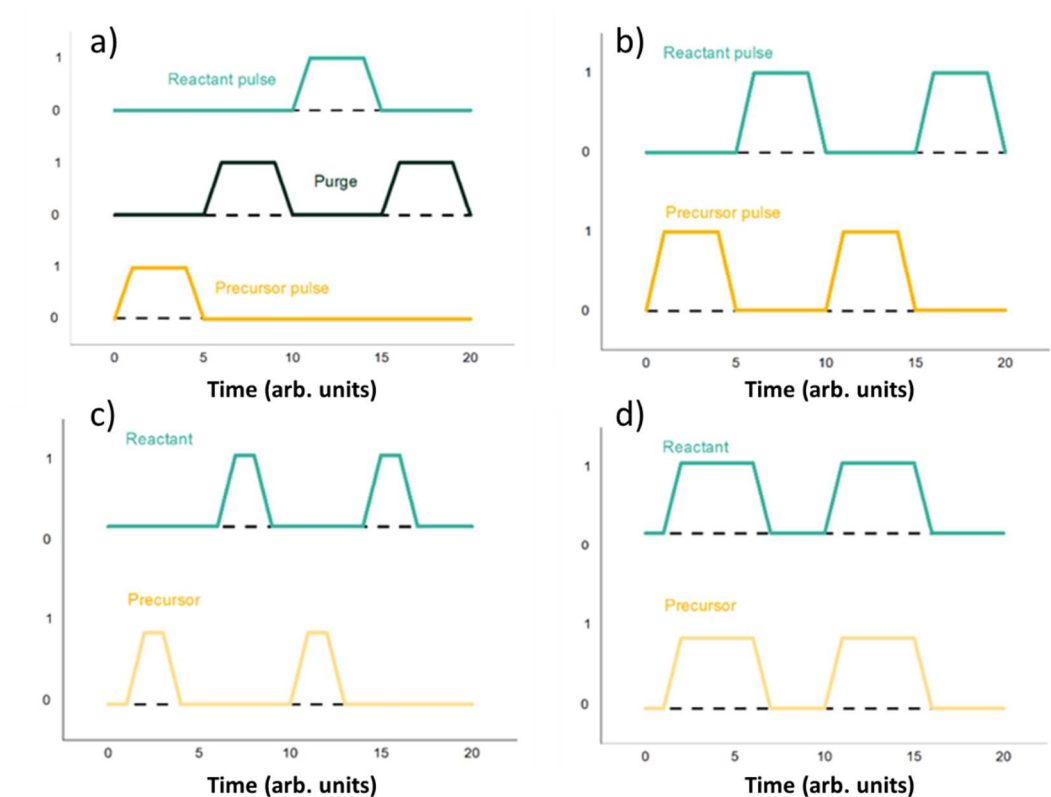 a)
1
Reactant pulse
0
1
Purge
0
1
Precursor pulse
0
0 5 10 15 20
Time (arb. units)
b)
Reactant pulse
1
0
Precursor pulse
1
0
0 5 10 15 20
Time (arb. units)
c)
Reactant
1
0
Precursor
1
0
0 5 10 15 20
Time (arb. units)
d)
Reactant
1
0
Precursor
1
0
0 5 10 15 20
Time (arb. units)